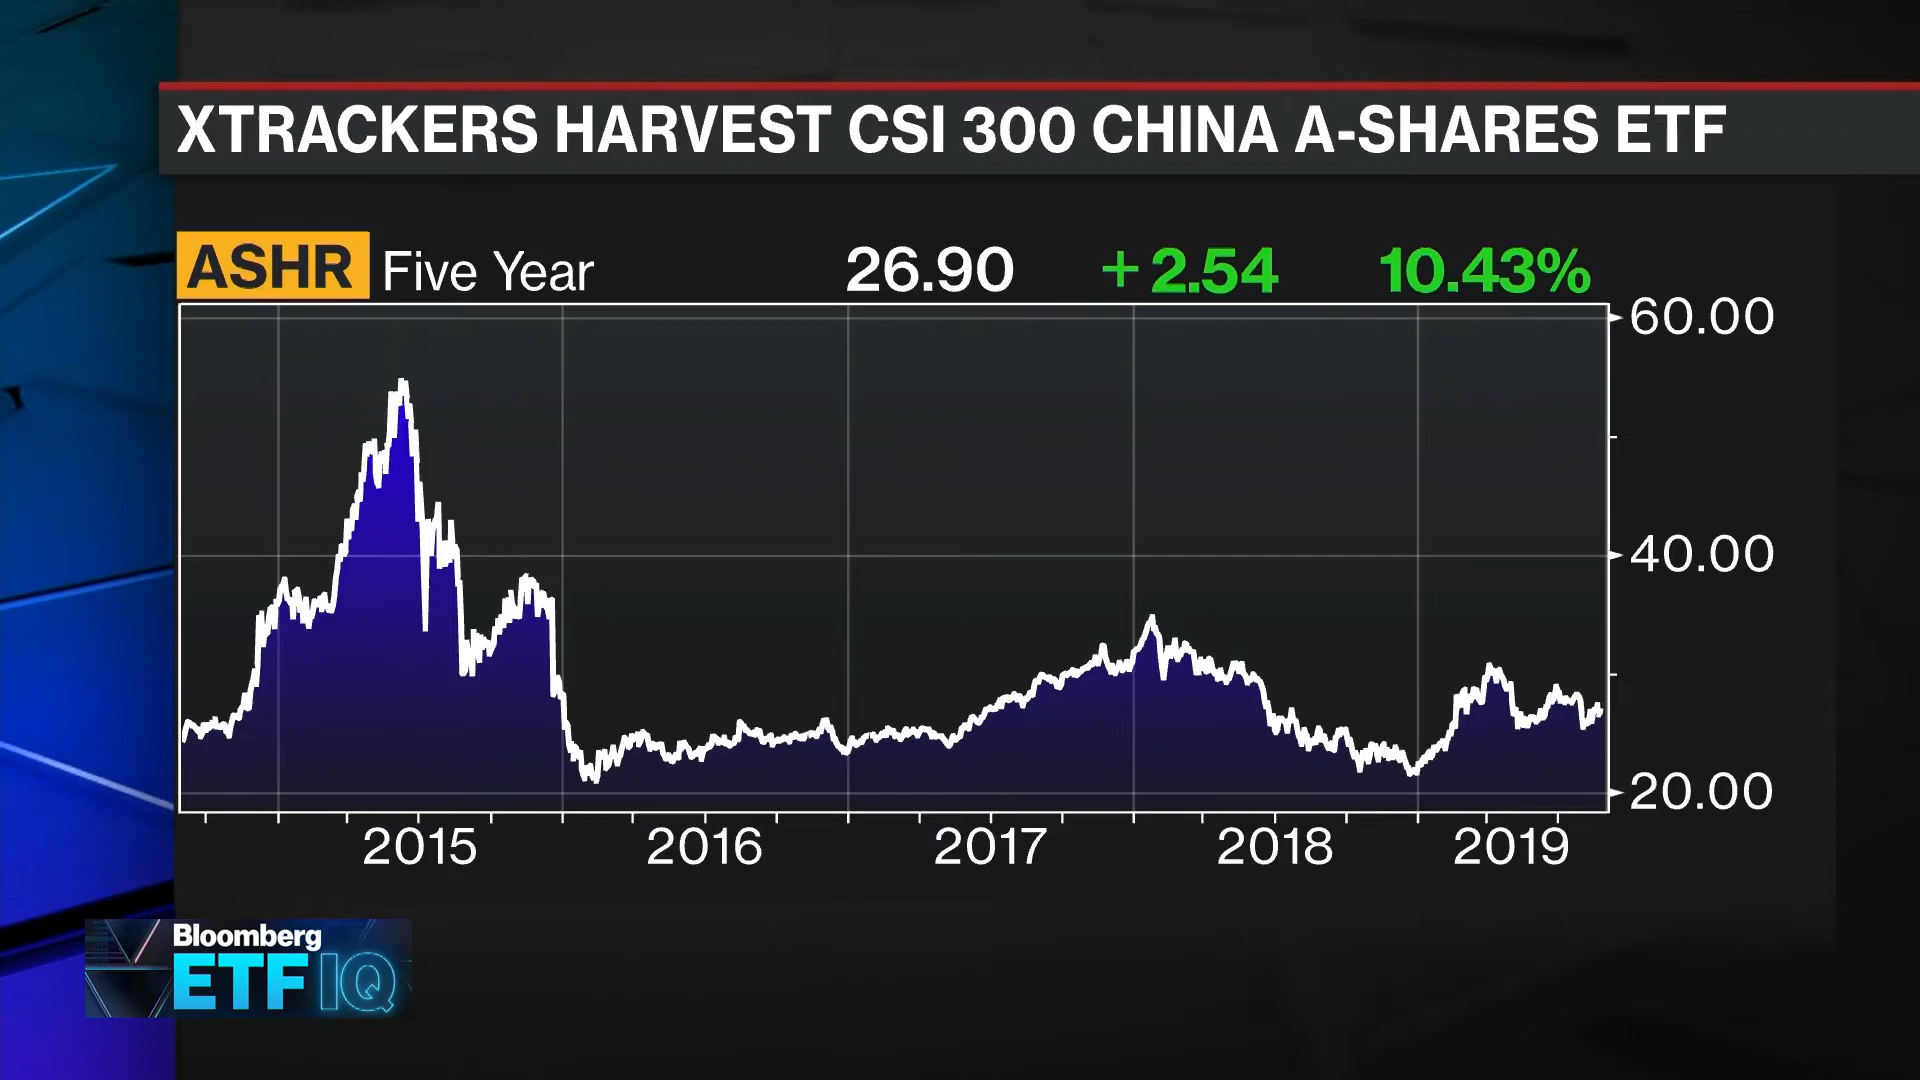 XTRACKERS HARVEST CSI 300 CHINA A-SHARES ETF
ASHR Five Year 26.90 +2.54 10.43%
60.00
40.00
20.00
2015 2016 2017 2018 2019
Bloomberg
ETF IQ